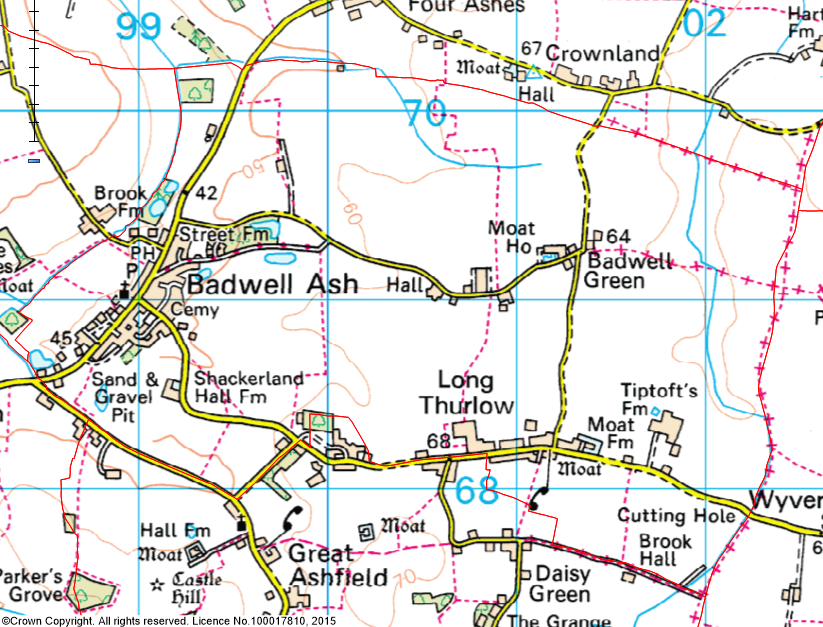 Four Ashes
99
02
Hart
Fm
67
Crownland
Moat
Hall
70
50
Brook
Fm
42
60
Street Fm
Moat
Ho
64
PH
P
Badwell
Green
Badwell Ash
Hall
Moat
Cemy
45
Sand &
Gravel
Pit
Shackerland
Hall Fm
Long
Thurlow
Tiptoft's
Fm
Moat
Fm
68
Moat
68
Wyver
Cutting Hole
Hall Fm
Moat
Moat
Brook
Hall
Great
Ashfield
Parker's
Grove
Castle
Hill
70
Daisy
Green
The Grange
©Crown Copyright. All rights reserved. Licence No.100017810, 2015